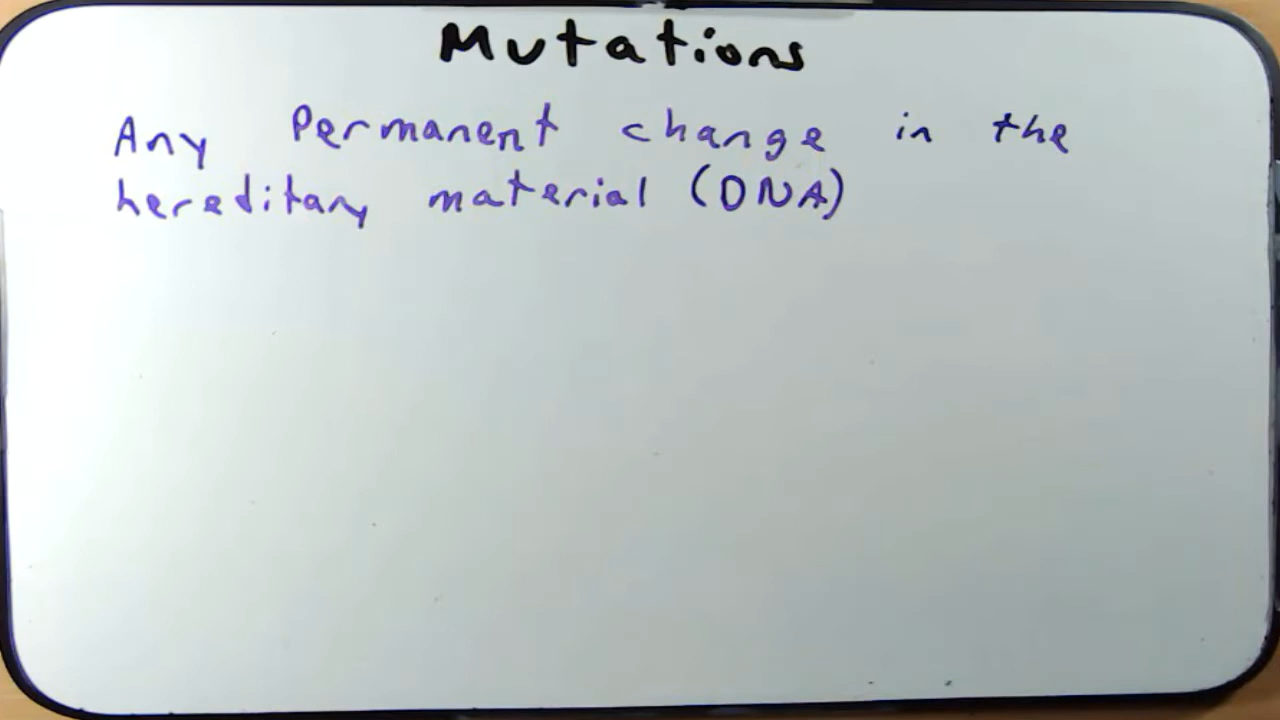 Mutations
Any Permanent change in the
hereditary material (DNA)